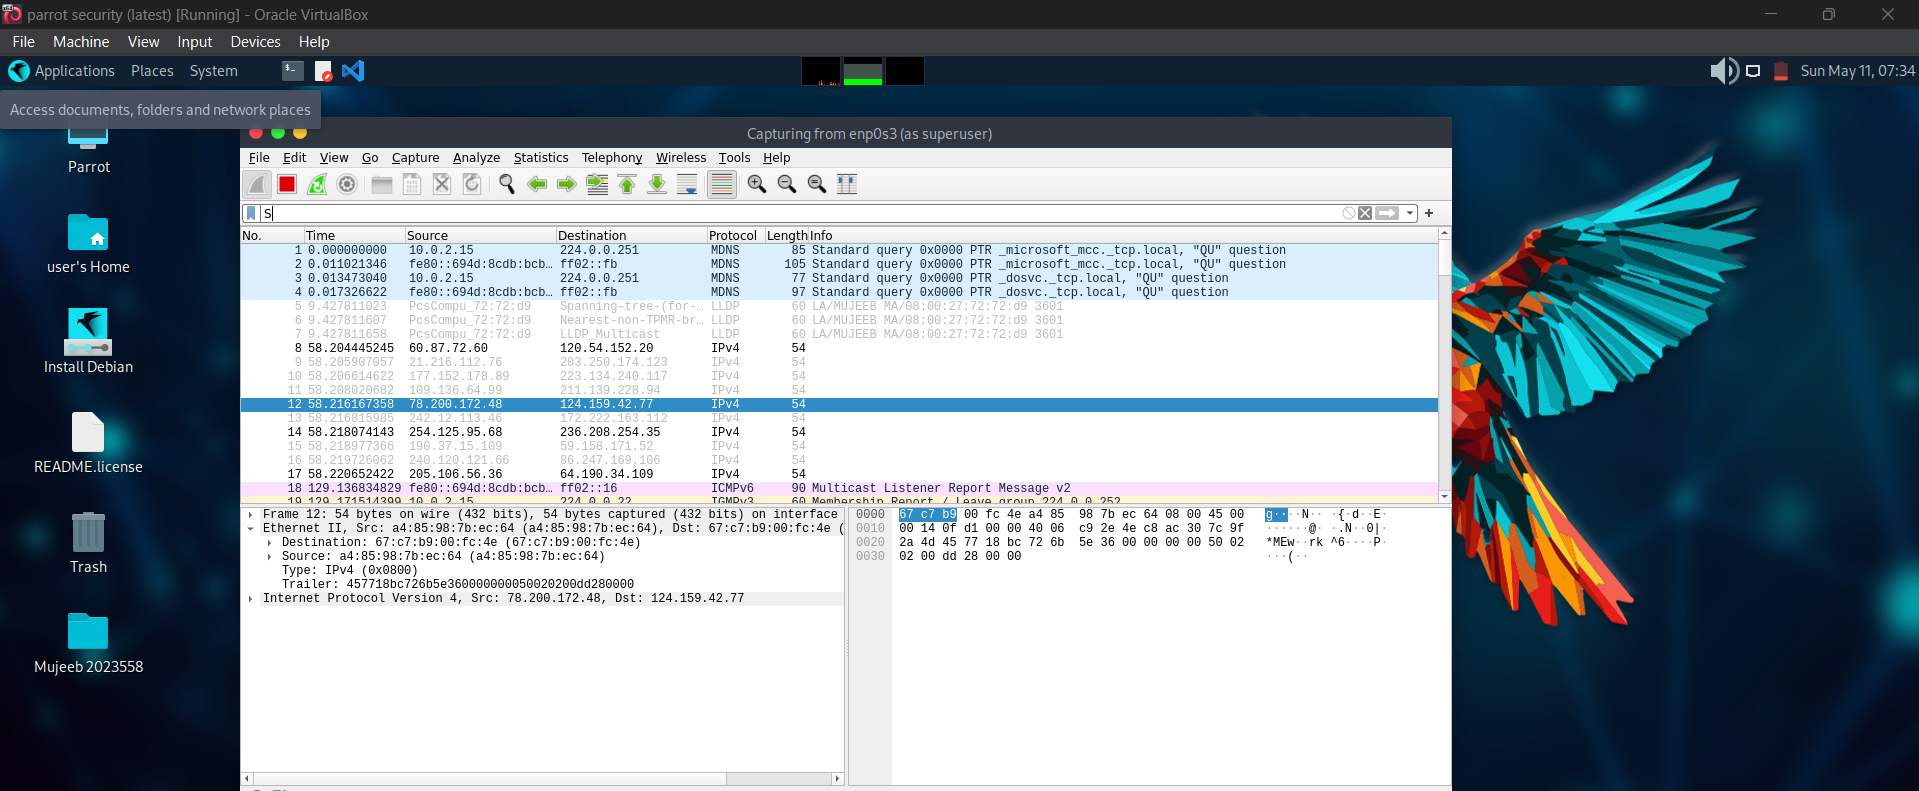 parrot security (latest) [Running] - Oracle VirtualBox
File Machine View Input Devices Help
Applications Places System
Sun May 11, 07:34
Access documents, folders and network places
Parrot
user's Home
Install Debian
README.license
Trash
Mujeeb 2023558
Capturing from enp0s3 (as superuser)
File Edit View Go Capture Analyze Statistics Telephony Wireless Tools Help
S
No. Time Source Destination Protocol Length Info
1 0.000000000 10.0.2.15 224.0.0.251 MDNS 85 Standard query 0x0000 PTR _microsoft_mcc._tcp.local, "QU" question
2 0.011021346 fe80::694d:8cdb:bcb… ff02::fb MDNS 105 Standard query 0x0000 PTR _microsoft_mcc._tcp.local, "QU" question
3 0.013473040 10.0.2.15 224.0.0.251 MDNS 77 Standard query 0x0000 PTR _dosvc._tcp.local, "QU" question
4 0.017326622 fe80::694d:8cdb:bcb… ff02::fb MDNS 97 Standard query 0x0000 PTR _dosvc._tcp.local, "QU" question
5 9.427811023 PcsCompu_72:72:d9 Spanning-tree-(for-… LLDP 60 LA/MUJEEB MA/08:00:27:72:72:d9 3601
6 9.427811607 PcsCompu_72:72:d9 Nearest-non-TPMR-br… LLDP 60 LA/MUJEEB MA/08:00:27:72:72:d9 3601
7 9.427811658 PcsCompu_72:72:d9 LLDP_Multicast LLDP 60 LA/MUJEEB MA/08:00:27:72:72:d9 3601
8 58.204445245 60.87.72.60 120.54.152.20 IPv4 54
9 58.205907057 21.216.112.76 203.250.174.123 IPv4 54
10 58.206614622 177.152.178.89 223.134.240.117 IPv4 54
11 58.208020682 109.136.64.99 211.139.228.94 IPv4 54
12 58.216167358 78.200.172.48 124.159.42.77 IPv4 54
13 58.216815985 242.12.113.46 172.222.163.112 IPv4 54
14 58.218074143 254.125.95.68 236.208.254.35 IPv4 54
15 58.218977366 190.37.15.109 59.158.171.52 IPv4 54
16 58.219726062 240.120.121.66 86.247.169.106 IPv4 54
17 58.220652422 205.106.56.36 64.190.34.109 IPv4 54
18 129.136834829 fe80::694d:8cdb:bcb… ff02::16 ICMPv6 90 Multicast Listener Report Message v2
19 129.171514399 10.0.2.15 224.0.0.22 IGMPv3 60 Membership Report / Leave group 224.0.0.252
Frame 12: 54 bytes on wire (432 bits), 54 bytes captured (432 bits) on interface
Ethernet II, Src: a4:85:98:7b:ec:64 (a4:85:98:7b:ec:64), Dst: 67:c7:b9:00:fc:4e (
Destination: 67:c7:b9:00:fc:4e (67:c7:b9:00:fc:4e)
Source: a4:85:98:7b:ec:64 (a4:85:98:7b:ec:64)
Type: IPv4 (0x0800)
Trailer: 457718bc726b5e360000000050020200dd280000
Internet Protocol Version 4, Src: 78.200.172.48, Dst: 124.159.42.77
0000 67 c7 b9 00 fc 4e a4 85 98 7b ec 64 08 00 45 00 g····N·· ·{·d··E·
0010 00 14 0f d1 00 00 40 06 c9 2e 4e c8 ac 30 7c 9f ······@· ·.N··0|·
0020 2a 4d 45 77 18 bc 72 6b 5e 36 00 00 00 00 50 02 *MEw··rk ^6····P·
0030 02 00 dd 28 00 00 ···(··